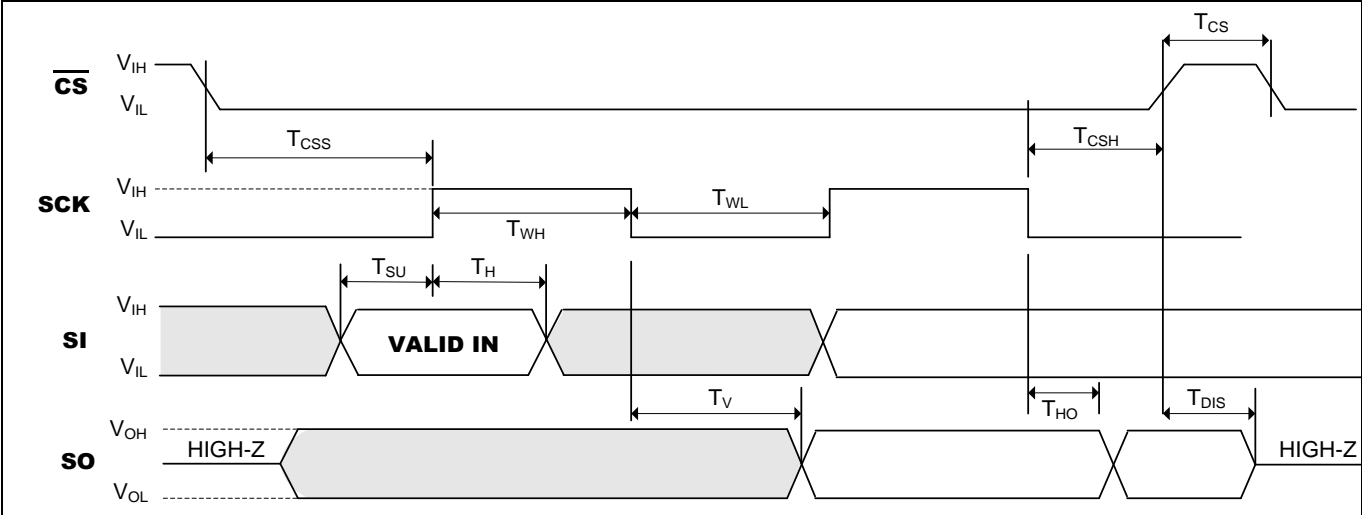 T_CS
V_IH
CS
V_IL
T_CSS
T_CSH
V_IH
SCK
T_WL
V_IL
T_WH
T_SU
T_H
V_IH
SI
VALID IN
V_IL
T_V
T_HO
T_DIS
V_OH
HIGH-Z
HIGH-Z
SO
V_OL